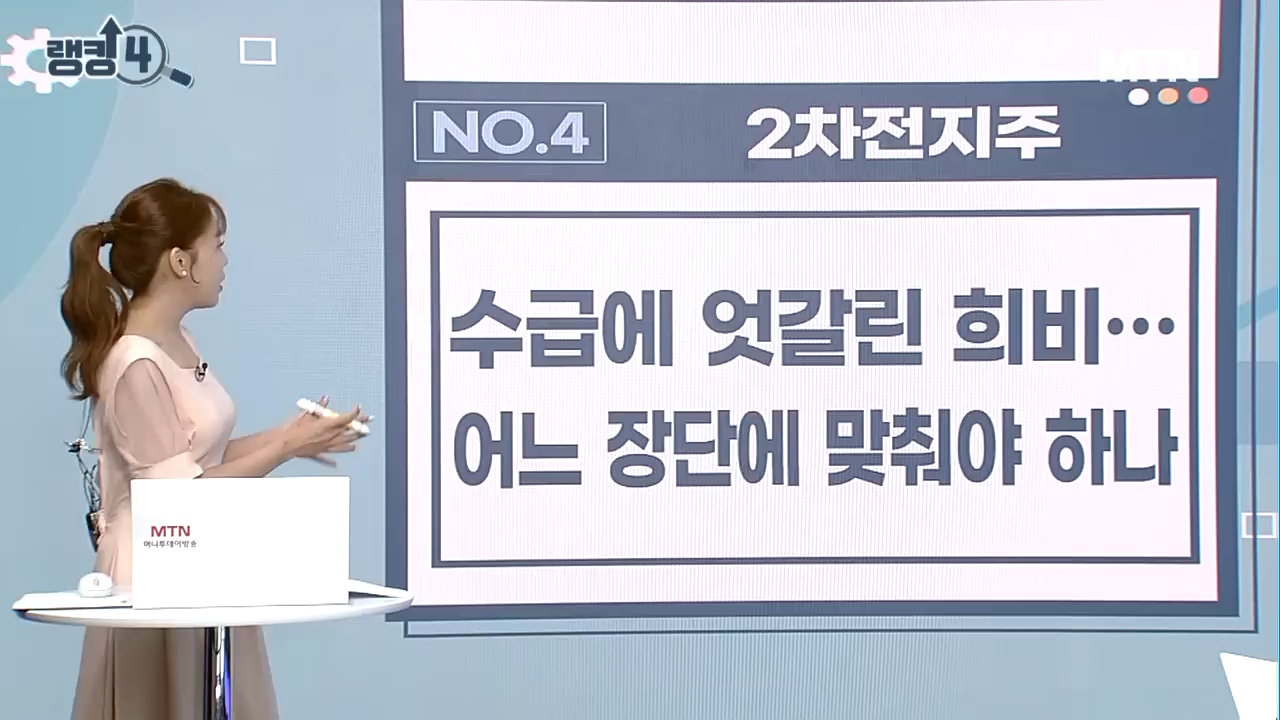 랭킹4
MTN
NO.4
2차전지주
수급에 엇갈린 희비…
어느 장단에 맞춰야 하나
MTN
머니투데이방송